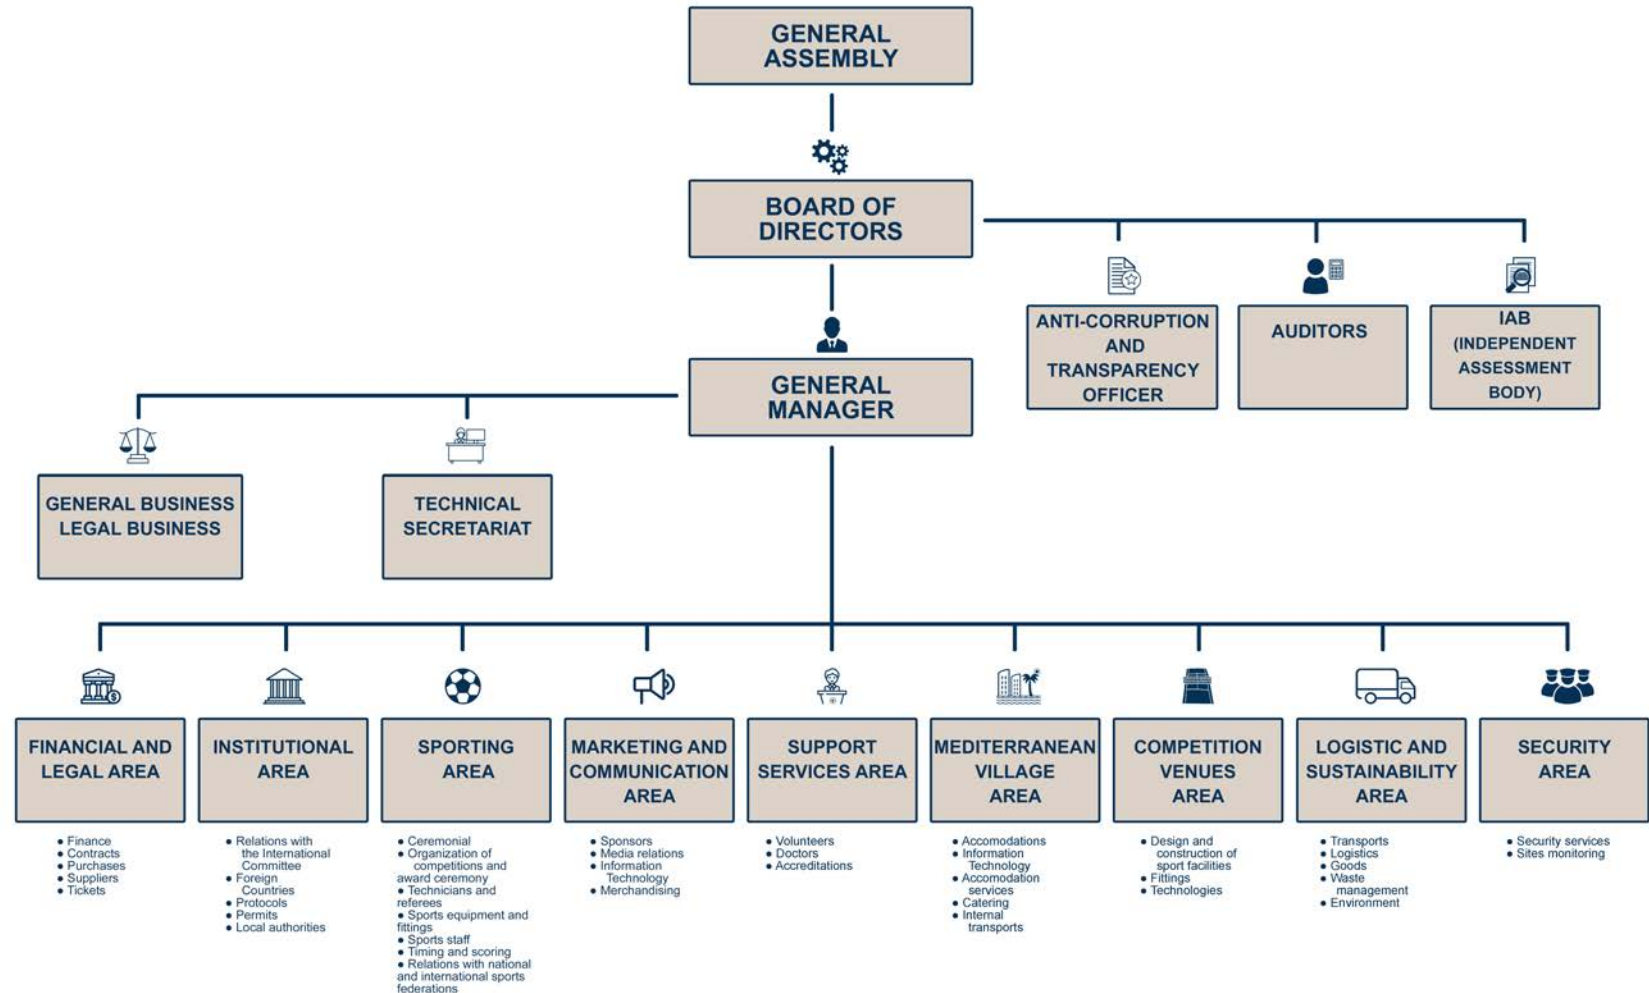 GENERAL
ASSEMBLY
BOARD OF
DIRECTORS
ANTI-CORRUPTION
AND
TRANSPARENCY
OFFICER
AUDITORS
IAB
(INDEPENDENT
ASSESSMENT
BODY)
GENERAL
MANAGER
GENERAL BUSINESS
LEGAL BUSINESS
TECHNICAL
SECRETARIAT
FINANCIAL AND
LEGAL AREA
● Finance
● Contracts
● Purchases
● Suppliers
● Tickets
INSTITUTIONAL
AREA
● Relations with
the International
Committee
● Foreign
Countries
● Protocols
● Permits
● Local authorities
SPORTING
AREA
● Ceremonial
● Organization of
competitions and
award ceremony
● Technicians and
referees
● Sports equipment and
fittings
● Sports staff
● Timing and scoring
● Relations with national
and international sports
federations
MARKETING AND
COMMUNICATION
AREA
● Sponsors
● Media relations
● Information
Technology
● Merchandising
SUPPORT
SERVICES AREA
● Volunteers
● Doctors
● Accreditations
MEDITERRANEAN
VILLAGE
AREA
● Accomodations
● Information
Technology
● Accomodation
services
● Catering
● Internal
transports
COMPETITION
VENUES
AREA
● Design and
construction of
sport facilities
● Fittings
● Technologies
LOGISTIC AND
SUSTAINABILITY
AREA
● Transports
● Logistics
● Goods
● Waste
management
● Environment
SECURITY
AREA
● Security services
● Sites monitoring